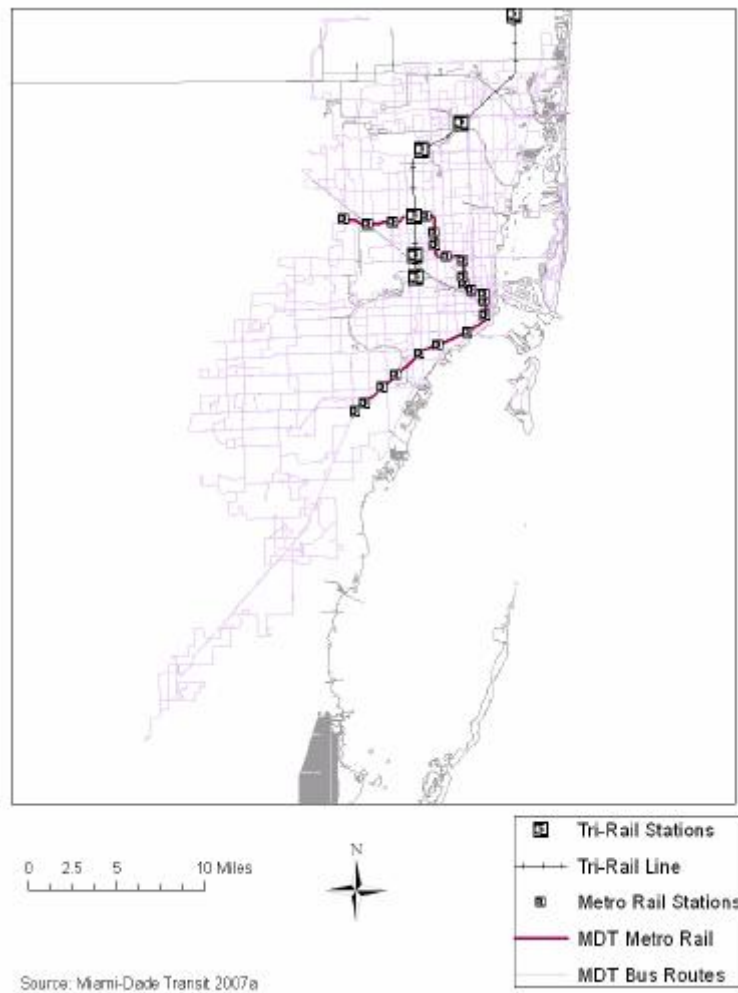 0 2.5 5 10 Miles
N
Tri-Rail Stations
Tri-Rail Line
Metro Rail Stations
MDT Metro Rail
MDT Bus Routes
Source: Miami-Dade Transit 2007a